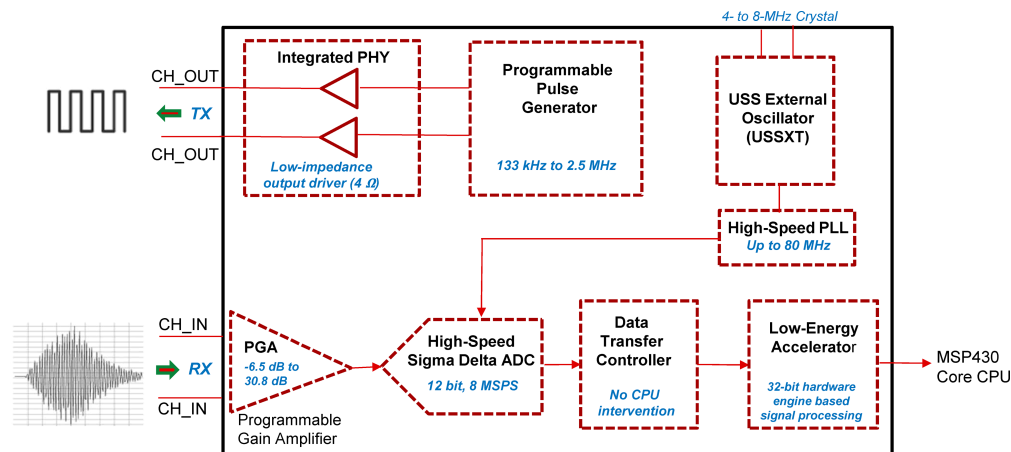 4- to 8-MHz Crystal
Integrated PHY
CH_OUT
TX
CH_OUT
Low-impedance
output driver (4 Ω)
Programmable
Pulse
Generator
133 kHz to 2.5 MHz
USS External
Oscillator
(USSXT)
High-Speed PLL
Up to 80 MHz
CH_IN
RX
CH_IN
PGA
-6.5 dB to
30.8 dB
Programmable
Gain Amplifier
High-Speed
Sigma Delta ADC
12 bit, 8 MSPS
Data
Transfer
Controller
No CPU
intervention
Low-Energy
Accelerator
32-bit hardware
engine based
signal processing
MSP430
Core CPU